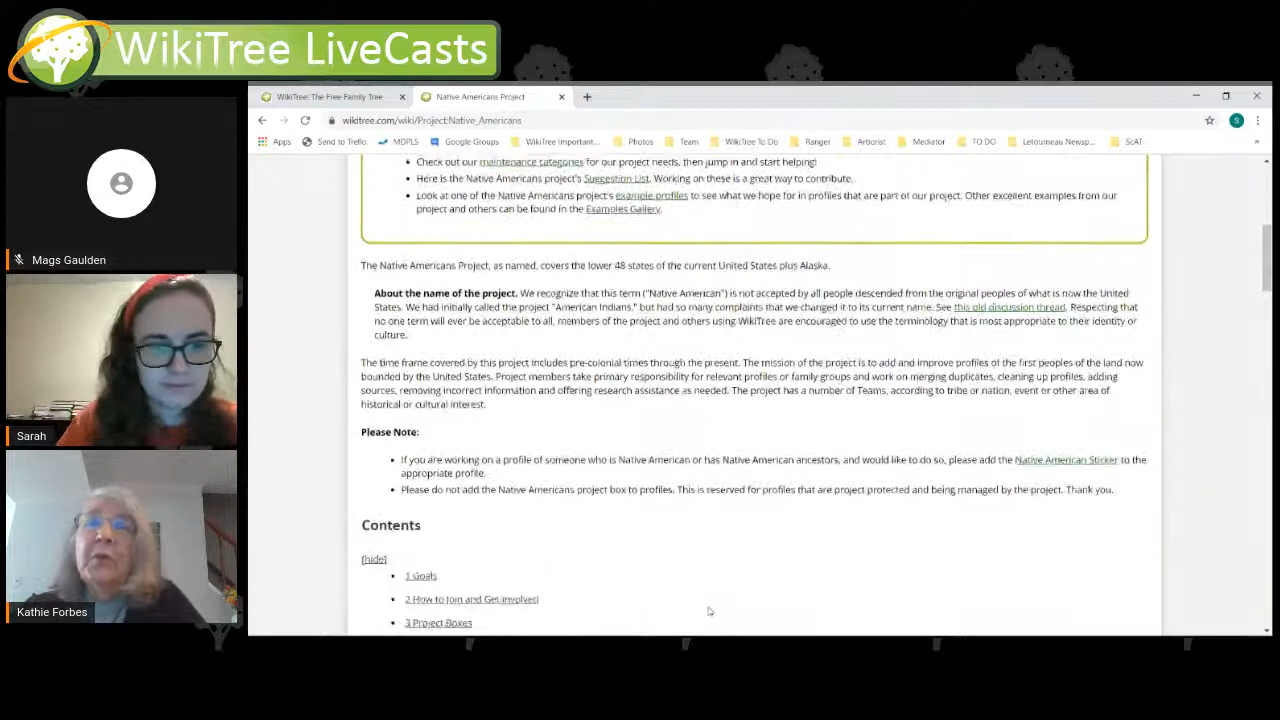 WikiTree LiveCasts
WikiTree: The Free Family Tree
Native Americans Project
wikitree.com/wiki/Project:Native_Americans
S
Apps
Send to Trello
MDPLS
Google Groups
WikiTree Important...
Photos
Team
WikiTree To Do
Ranger
Arborist
Mediator
TO DO
Letourneau Newsp...
ScAT
»
Mags Gaulden
Sarah
Kathie Forbes
• Check out our maintenance categories for our project needs, then jump in and start helping!
• Here is the Native Americans project's Suggestion List. Working on these is a great way to contribute.
• Look at one of the Native Americans project's example profiles to see what we hope for in profiles that are part of our project. Other excellent examples from our
project and others can be found in the Examples Gallery.
The Native Americans Project, as named, covers the lower 48 states of the current United States plus Alaska.
About the name of the project. We recognize that this term ("Native American") is not accepted by all people descended from the original peoples of what is now the United
States. We had initially called the project "American Indians," but had so many complaints that we changed it to its current name. See this old discussion thread. Respecting that
no one term will ever be acceptable to all, members of the project and others using WikiTree are encouraged to use the terminology that is most appropriate to their identity or
culture.
The time frame covered by this project includes pre-colonial times through the present. The mission of the project is to add and improve profiles of the first peoples of the land now
bounded by the United States. Project members take primary responsibility for relevant profiles or family groups and work on merging duplicates, cleaning up profiles, adding
sources, removing incorrect information and offering research assistance as needed. The project has a number of Teams, according to tribe or nation, event or other area of
historical or cultural interest.
Please Note:
• If you are working on a profile of someone who is Native American or has Native American ancestors, and would like to do so, please add the Native American Sticker to the
appropriate profile.
• Please do not add the Native Americans project box to profiles. This is reserved for profiles that are project protected and being managed by the project. Thank you.
Contents
[hide]
• 1 Goals
• 2 How to Join and Get Involved
• 3 Project Boxes